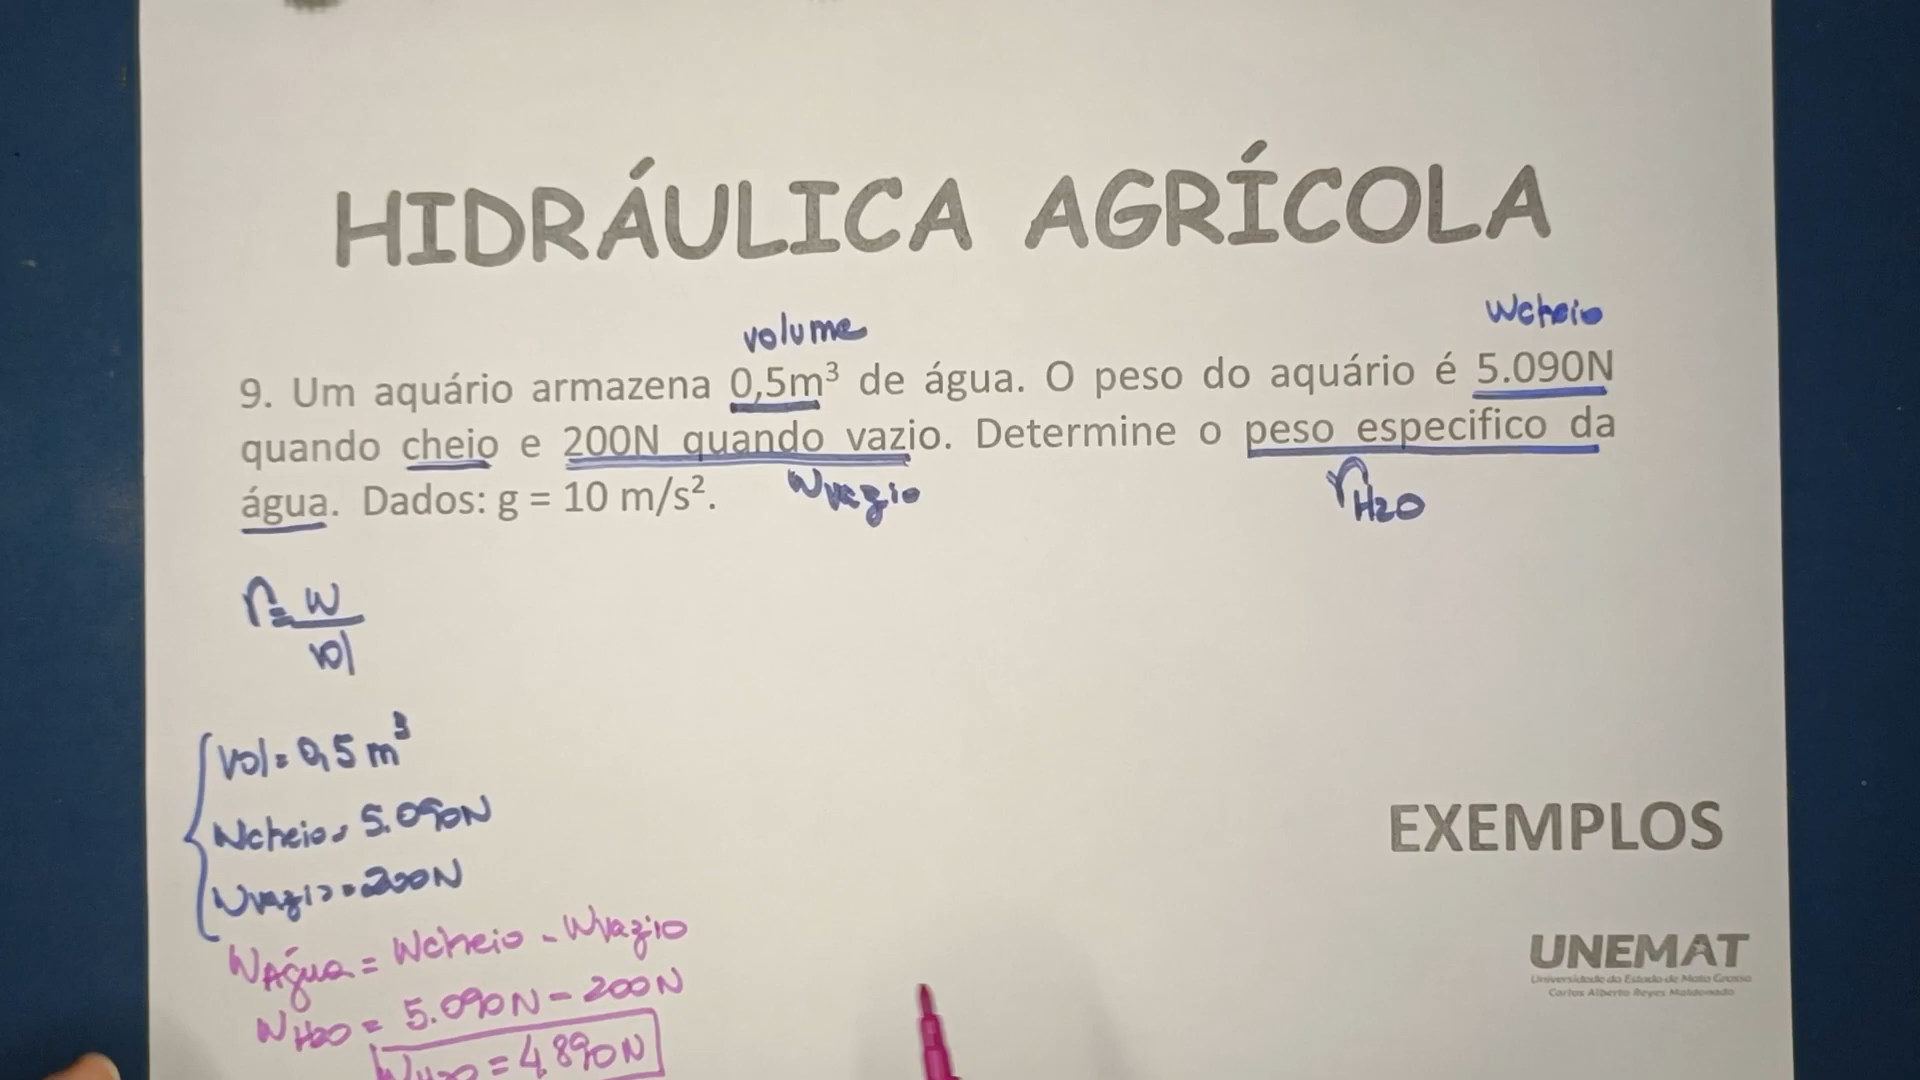 HIDRÁULICA AGRÍCOLA
volume
Wcheio
9. Um aquário armazena 0,5m³ de água. O peso do aquário é 5.090N
quando cheio e 200N quando vazio. Determine o peso especifico da
água. Dados: g = 10 m/s².
Wvazio
γH2O
γ = W
vol
vol = 0,5 m³
Wcheio = 5.090N
Wvazio = 200N
WÁgua = Wcheio - Wvazio
WH2O = 5.090N - 200N
WH2O = 4.890N
EXEMPLOS
UNEMAT
Universidade do Estado de Mato Grosso
Carlos Alberto Reyes Maldonado